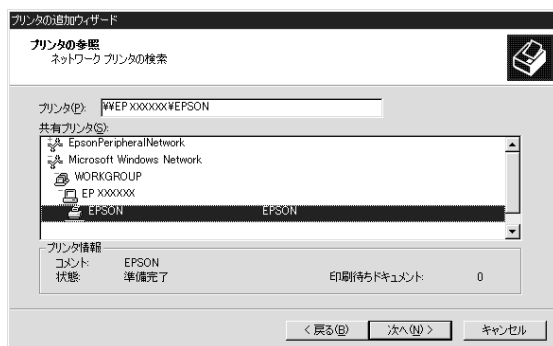 プリンタの追加ウィザード
プリンタの参照
ネットワーク プリンタの検索
プリンタ(P): ¥¥EP XXXXXX¥EPSON
共有プリンタ(S):
EpsonPeripheralNetwork
Microsoft Windows Network
WORKGROUP
EP XXXXXX
EPSON EPSON
プリンタ情報
コメント: EPSON
状態: 準備完了 印刷待ちドキュメント: 0
< 戻る(B) 次へ(N) > キャンセル